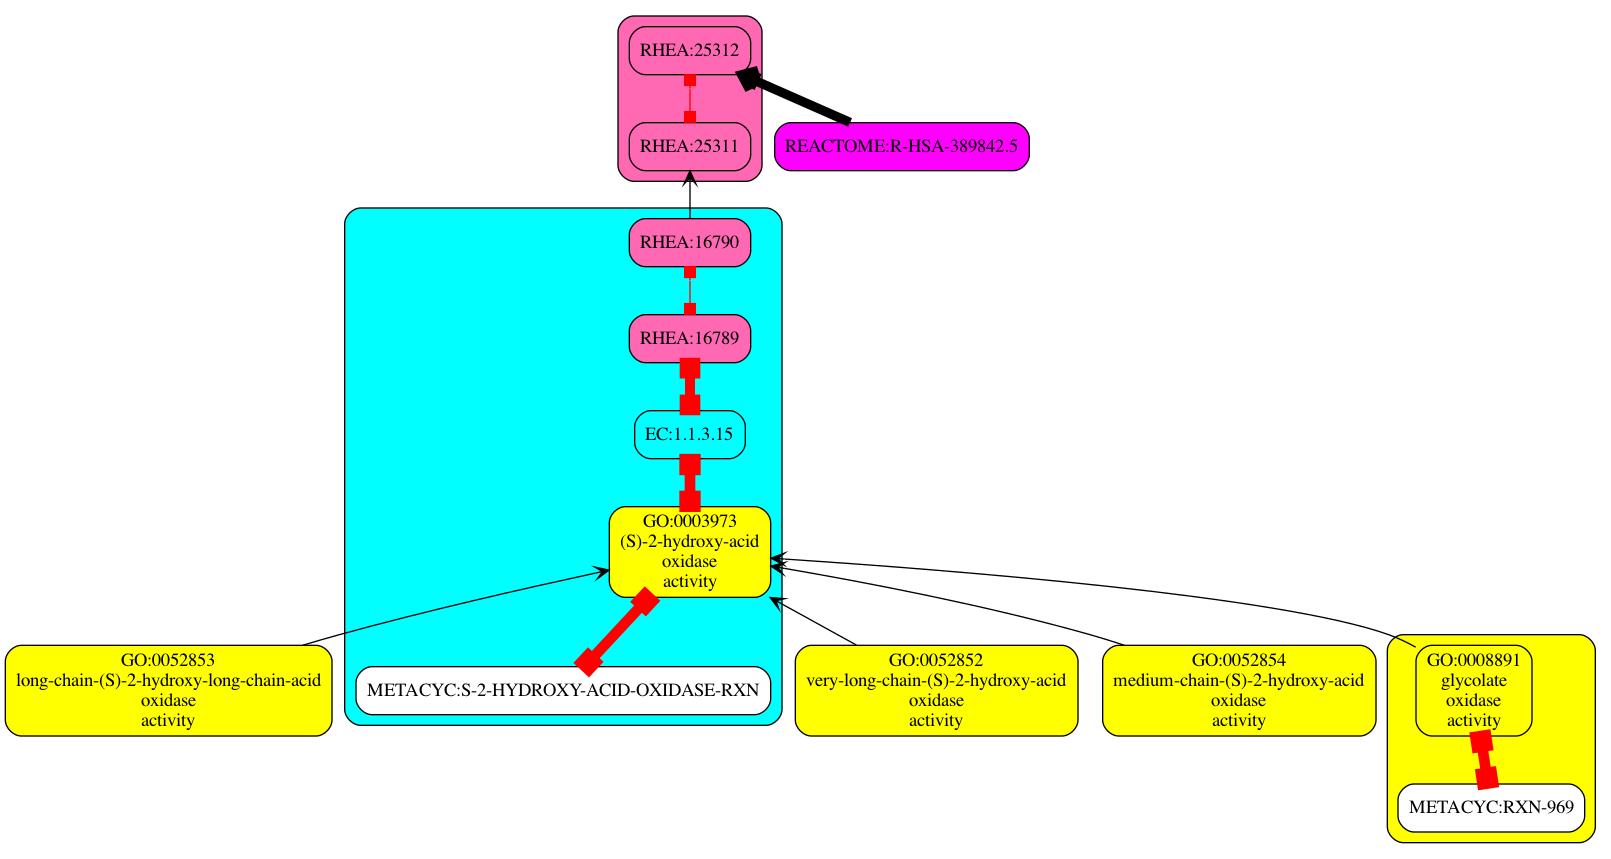 RHEA:25312
RHEA:25311
REACTOME:R-HSA-389842.5
RHEA:16790
RHEA:16789
EC:1.1.3.15
GO:0003973
(S)-2-hydroxy-acid
oxidase
activity
GO:0052853
long-chain-(S)-2-hydroxy-long-chain-acid
oxidase
activity
METACYC:S-2-HYDROXY-ACID-OXIDASE-RXN
GO:0052852
very-long-chain-(S)-2-hydroxy-acid
oxidase
activity
GO:0052854
medium-chain-(S)-2-hydroxy-acid
oxidase
activity
GO:0008891
glycolate
oxidase
activity
METACYC:RXN-969